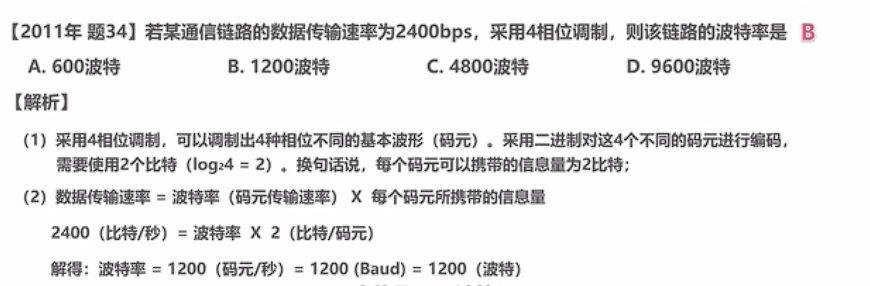 【2011年 题34】若某通信链路的数据传输速率为2400bps，采用4相位调制，则该链路的波特率是 B
A. 600波特 B. 1200波特 C. 4800波特 D. 9600波特
【解析】
（1）采用4相位调制，可以调制出4种相位不同的基本波形（码元）。采用二进制对这4个不同的码元进行编码，
需要使用2个比特（log₂4 = 2）。换句话说，每个码元可以携带的信息量为2比特；
（2）数据传输速率 = 波特率（码元传输速率） X 每个码元所携带的信息量
2400（比特/秒）= 波特率 X 2（比特/码元）
解得：波特率 = 1200（码元/秒）= 1200 (Baud) = 1200（波特）